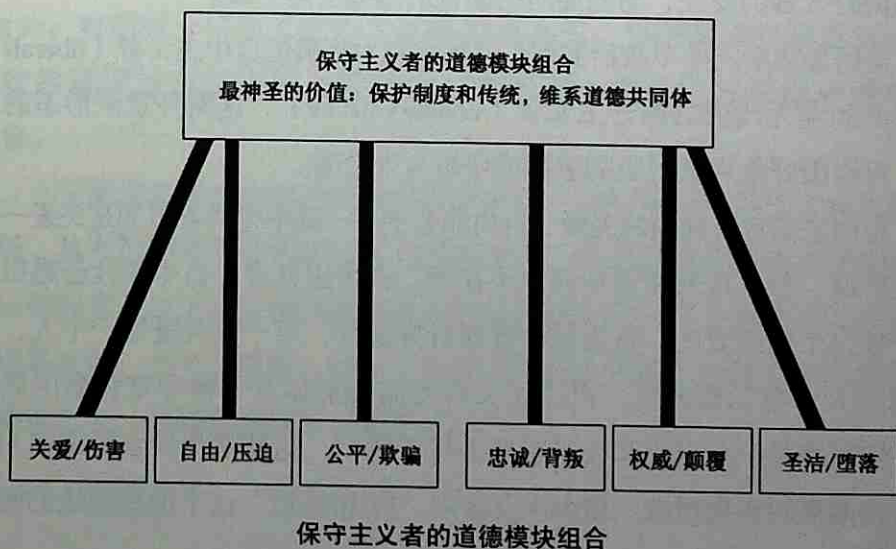 保守主义者的道德模块组合
最神圣的价值：保护制度和传统，维系道德共同体
关爱/伤害
自由/压迫
公平/欺骗
忠诚/背叛
权威/颠覆
圣洁/堕落
保守主义者的道德模块组合